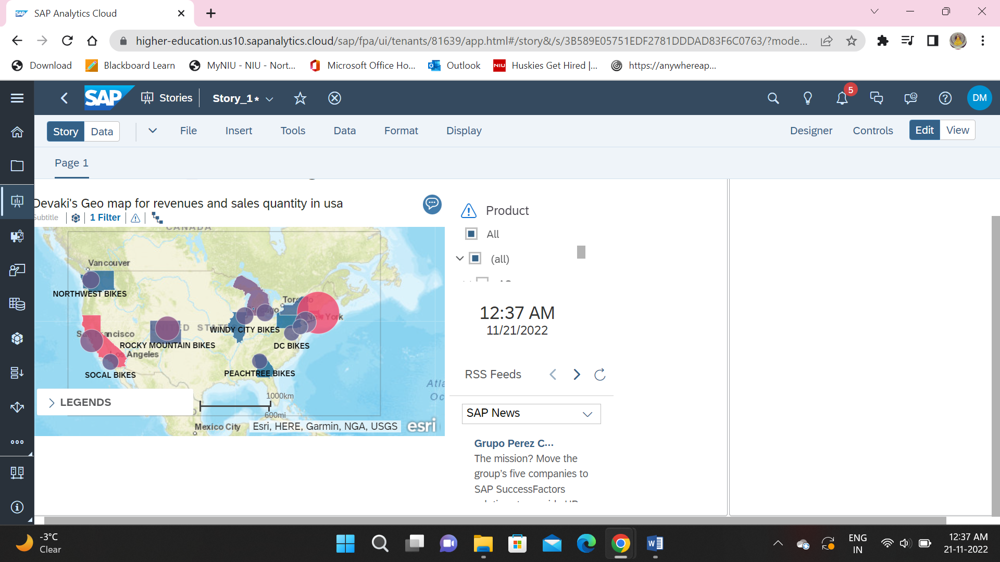 SAP Analytics Cloud
higher-education.us10.sapanalytics.cloud/sap/fpa/ui/tenants/81639/app.html#/story&/s/3B589E05751EDF2781DDDAD83F6C0763/?mode...
Download Blackboard Learn MyNIU - NIU - Nort... Microsoft Office Ho... Outlook NIU Huskies Get Hired |... https://anywhereap...
SAP Stories Story_1* 5 DM
Story Data File Insert Tools Data Format Display Designer Controls Edit View
Page 1
Devaki's Geo map for revenues and sales quantity in usa
Subtitle 1 Filter
CANADA
Vancouver
NORTHWEST BIKES
Toronto
New York
WINDY CITY BIKES
ROCKY MOUNTAIN BIKES
DC BIKES
Los Angeles
SOCAL BIKES
PEACHTREE BIKES
LEGENDS
1000km
600mi
Mexico City
Esri, HERE, Garmin, NGA, USGS esri
Product
All
(all)
12:37 AM
11/21/2022
RSS Feeds
SAP News
Grupo Perez C...
The mission? Move the
group’s five companies to
SAP SuccessFactors
-3°C
Clear
ENG
IN
12:37 AM
21-11-2022